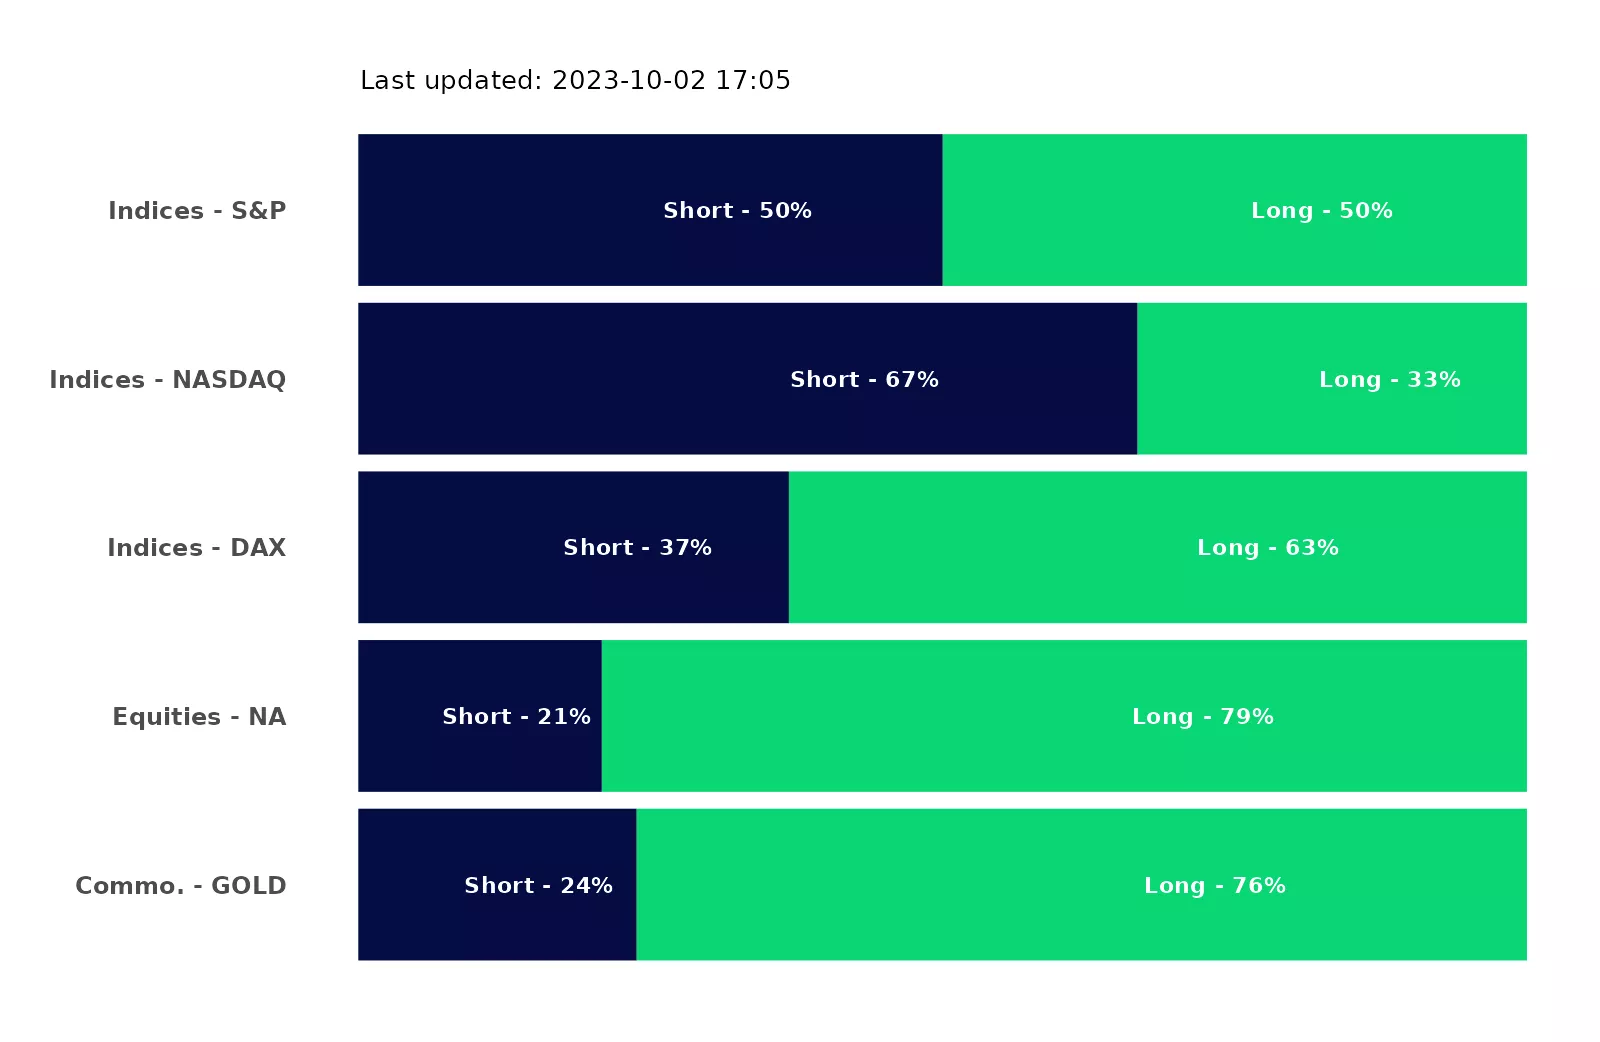 Last updated: 2023-10-02 17:05
Indices - S&P
Short - 50%
Long - 50%
Indices - NASDAQ
Short - 67%
Long - 33%
Indices - DAX
Short - 37%
Long - 63%
Equities - NA
Short - 21%
Long - 79%
Commo. - GOLD
Short - 24%
Long - 76%